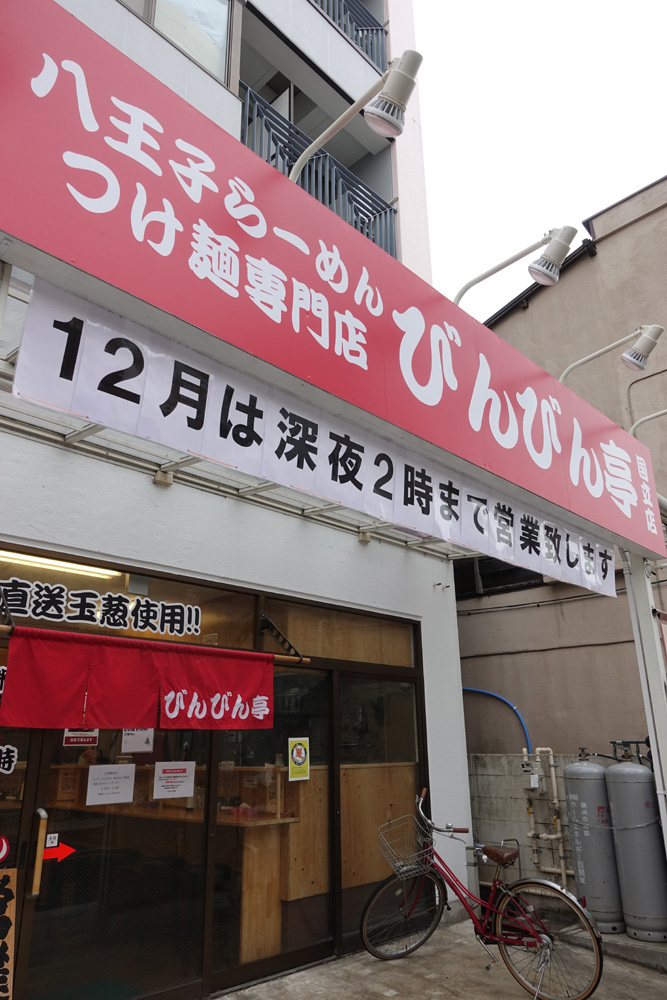 八王子らーめん
つけ麺専門店
びんびん亭
国立店
12月は深夜2時まで営業致します
直送玉葱使用!!
びんびん亭